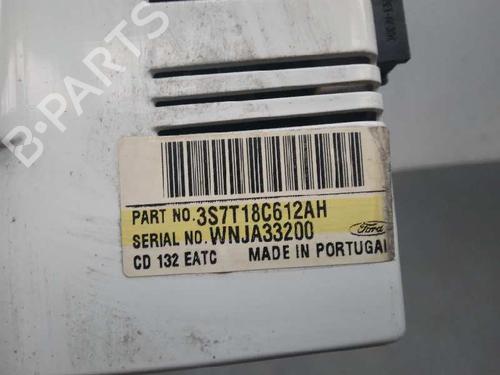 B-PARTS
PART NO. 3S7T18C612AH
SERIAL NO. WNJA33200
Ford
CD 132 EATC MADE IN PORTUGAL